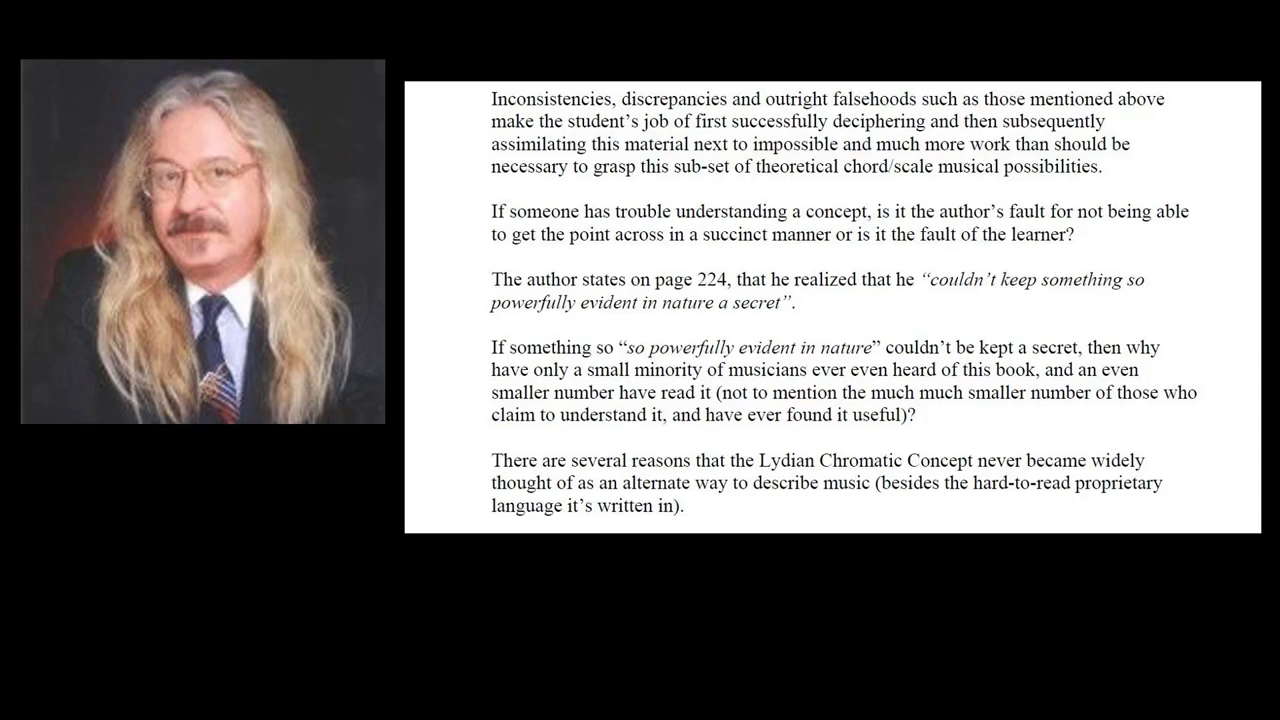 Inconsistencies, discrepancies and outright falsehoods such as those mentioned above
make the student's job of first successfully deciphering and then subsequently
assimilating this material next to impossible and much more work than should be
necessary to grasp this sub-set of theoretical chord/scale musical possibilities.
If someone has trouble understanding a concept, is it the author's fault for not being able
to get the point across in a succinct manner or is it the fault of the learner?
The author states on page 224, that he realized that he "couldn't keep something so
powerfully evident in nature a secret".
If something so "so powerfully evident in nature" couldn't be kept a secret, then why
have only a small minority of musicians ever even heard of this book, and an even
smaller number have read it (not to mention the much much smaller number of those who
claim to understand it, and have ever found it useful)?
There are several reasons that the Lydian Chromatic Concept never became widely
thought of as an alternate way to describe music (besides the hard-to-read proprietary
language it's written in).